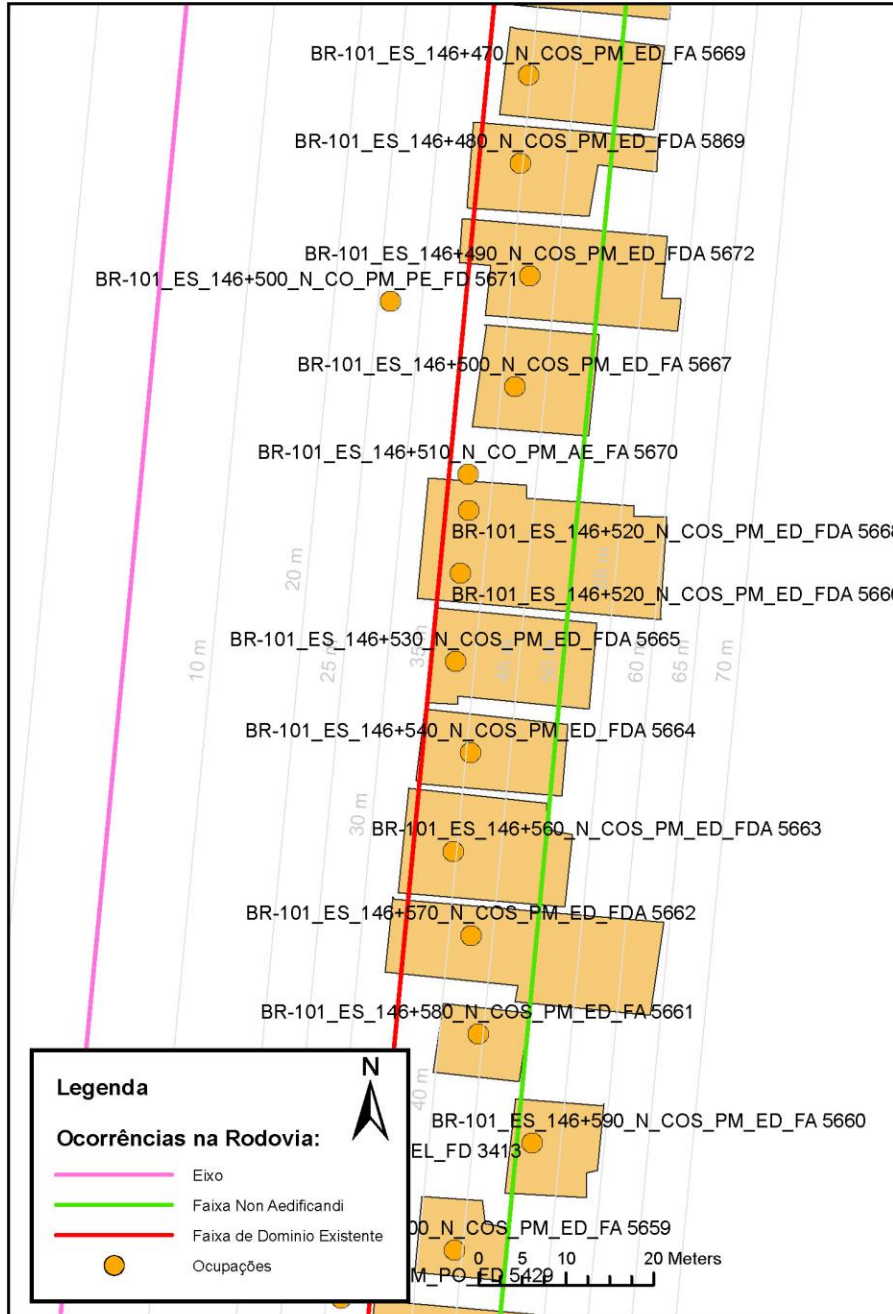 BR-101_ES_146+470_N_COS_PM_ED_FA 5669
BR-101_ES_146+480_N_COS_PM_ED_FDA 5869
BR-101_ES_146+490_N_COS_PM_ED_FDA 5672
BR-101_ES_146+500_N_CO_PM_PE_FD 5671
BR-101_ES_146+500_N_COS_PM_ED_FA 5667
BR-101_ES_146+510_N_CO_PM_AE_FA 5670
BR-101_ES_146+520_N_COS_PM_ED_FDA 5668
20 m
BR-101_ES_146+520_N_COS_PM_ED_FDA 566
BR-101_ES_146+530_N_COS_PM_ED_FDA 5665
10 m
25 m
35 m
60 m
65 m
70 m
BR-101_ES_146+540_N_COS_PM_ED_FDA 5664
30 m
BR-101_ES_146+560_N_COS_PM_ED_FDA 5663
BR-101_ES_146+570_N_COS_PM_ED_FDA 5662
BR-101_ES_146+580_N_COS_PM_ED_FA 5661
40 m
BR-101_ES_146+590_N_COS_PM_ED_FA 5660
EL_FD 3413
00_N_COS_PM_ED_FA 5659
M_PO_FD 5429
0 5 10 20 Meters
N
Legenda
Ocorrências na Rodovia:
Eixo
Faixa Non Aedificandi
Faixa de Dominio Existente
Ocupações